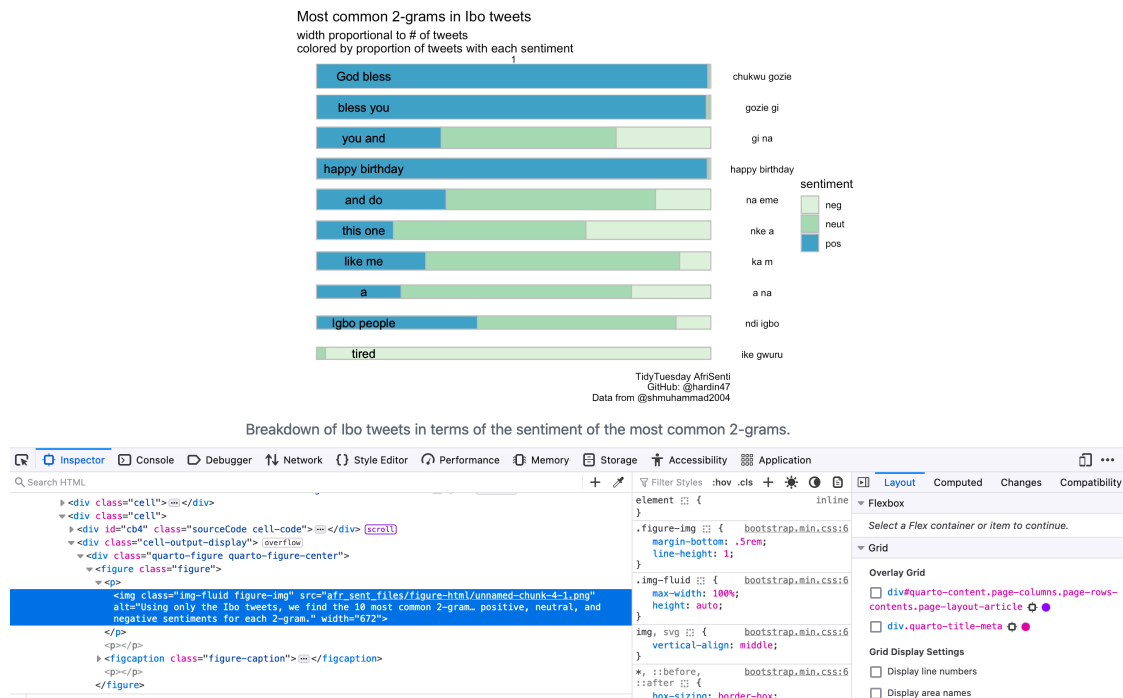 Most common 2-grams in Ibo tweets
width proportional to # of tweets
colored by proportion of tweets with each sentiment
1
God bless chukwu gozie
bless you gozie gi
you and gi na
happy birthday happy birthday
and do na eme
this one nke a
like me ka m
a a na
Igbo people ndi igbo
tired ike gwuru
sentiment
neg
neut
pos
TidyTuesday AfriSenti
GitHub: @hardin47
Data from @shmuhammad2004
Breakdown of Ibo tweets in terms of the sentiment of the most common 2-grams.
Inspector Console Debugger Network {} Style Editor Performance Memory Storage Accessibility Application
Search HTML
<div class="cell"> </div>
<div class="cell">
<div id="cb4" class="sourceCode cell-code"> </div> scroll
<div class="cell-output-display"> overflow
<div class="quarto-figure quarto-figure-center">
<figure class="figure">
<p>
<img class="img-fluid figure-img" src="afr_sent_files/figure-html/unnamed-chunk-4-1.png"
alt="Using only the Ibo tweets, we find the 10 most common 2-gram… positive, neutral, and
negative sentiments for each 2-gram." width="672">
</p>
<p></p>
<figcaption class="figure-caption"> </figcaption>
<p></p>
</figure>
Filter Styles :hov .cls
element { inline
}
.figure-img { bootstrap.min.css:6
margin-bottom: .5rem;
line-height: 1;
}
.img-fluid { bootstrap.min.css:6
max-width: 100%;
height: auto;
}
img, svg { bootstrap.min.css:6
vertical-align: middle;
}
*, ::before, bootstrap.min.css:6
::after {
box-sizing: border-box;
Layout Computed Changes Compatibility
Flexbox
Select a Flex container or item to continue.
Grid
Overlay Grid
div#quarto-content.page-columns.page-rows-
contents.page-layout-article
div.quarto-title-meta
Grid Display Settings
Display line numbers
Display area names